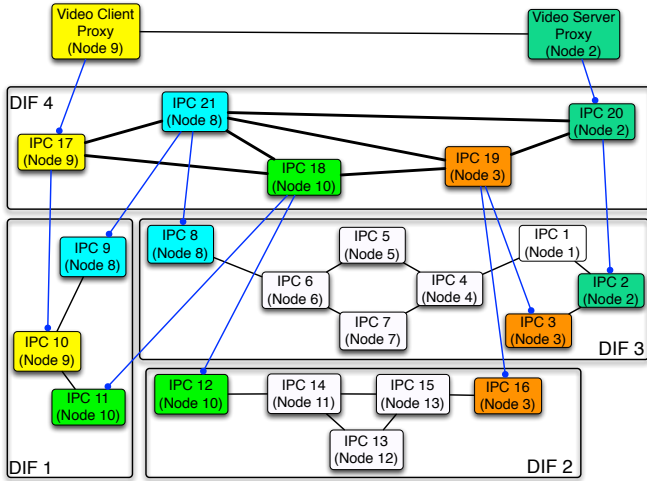 Video Client
Proxy
(Node 9)
Video Server
Proxy
(Node 2)
DIF 4
IPC 21
(Node 8)
IPC 20
(Node 2)
IPC 17
(Node 9)
IPC 18
(Node 10)
IPC 19
(Node 3)
IPC 9
(Node 8)
IPC 10
(Node 9)
IPC 11
(Node 10)
DIF 1
IPC 8
(Node 8)
IPC 5
(Node 5)
IPC 1
(Node 1)
IPC 6
(Node 6)
IPC 4
(Node 4)
IPC 2
(Node 2)
IPC 7
(Node 7)
IPC 3
(Node 3)
DIF 3
IPC 12
(Node 10)
IPC 14
(Node 11)
IPC 15
(Node 13)
IPC 16
(Node 3)
IPC 13
(Node 12)
DIF 2